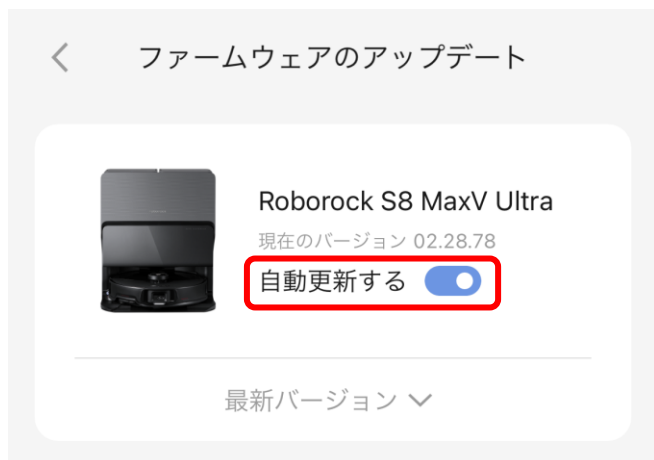 ファームウェアのアップデート
Roborock S8 MaxV Ultra
現在のバージョン 02.28.78
自動更新する
最新バージョン